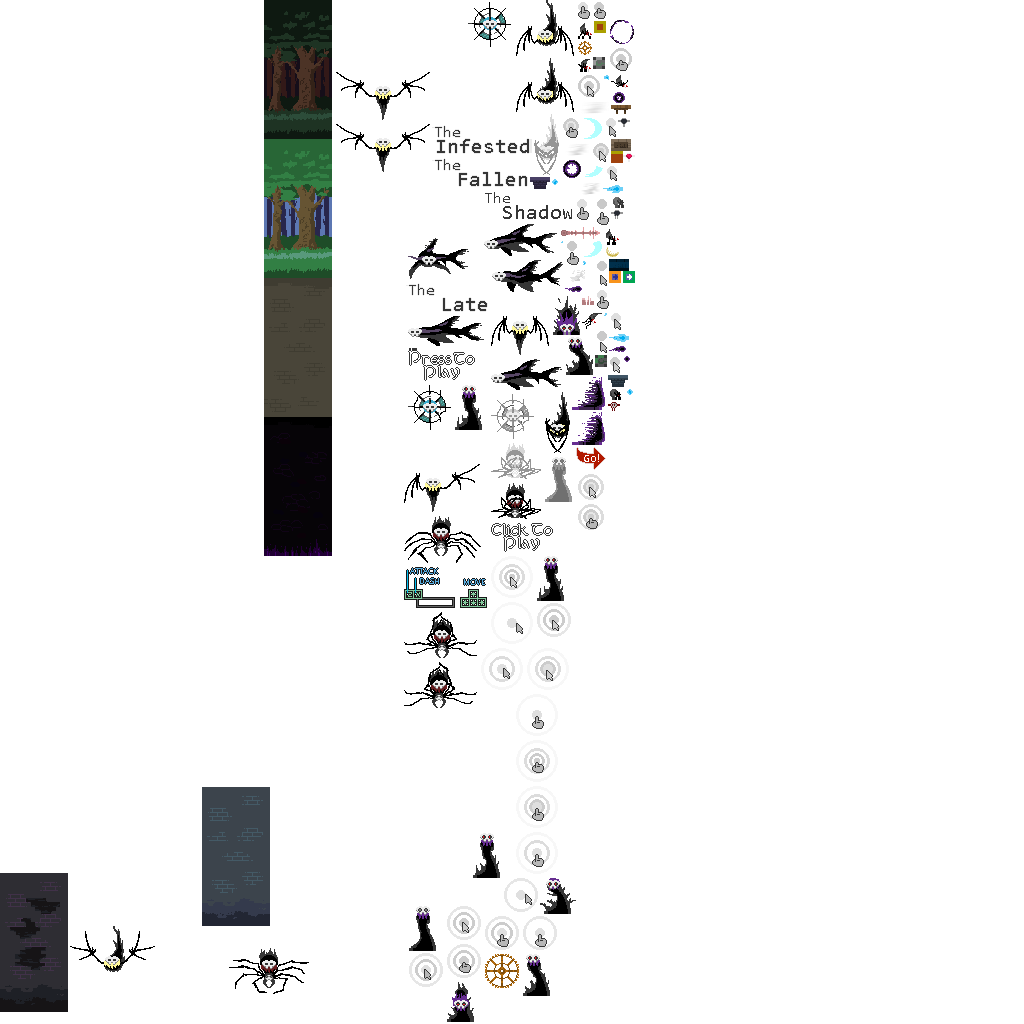 The
Infested
The
Fallen
The
Shadow
The
Late
Press To
Play
Go!
Click To
Play
ATTACK
DASH
MOVE